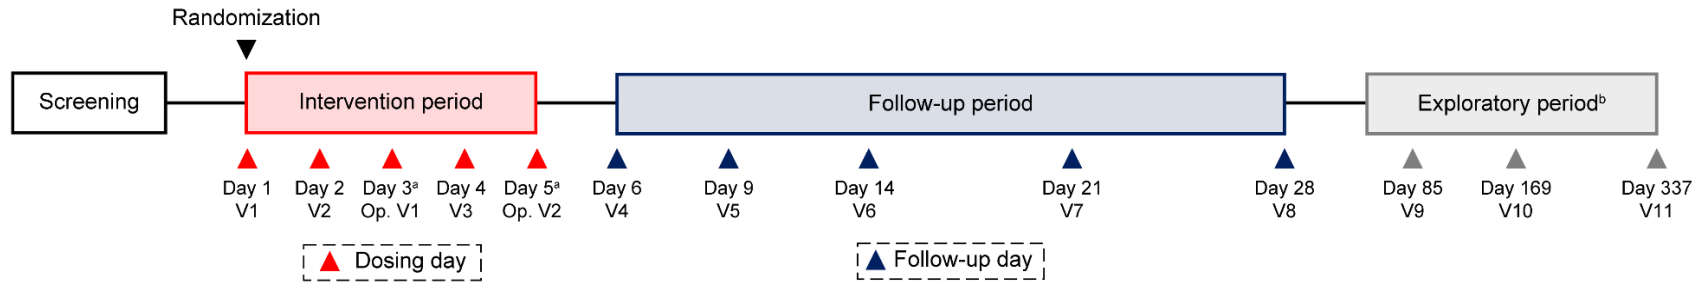 Randomization
Screening
Intervention period
Follow-up period
Exploratory periodᵇ
Day 1
V1
Day 2
V2
Day 3ᵃ
Op. V1
Day 4
V3
Day 5ᵃ
Op. V2
Day 6
V4
Day 9
V5
Day 14
V6
Day 21
V7
Day 28
V8
Day 85
V9
Day 169
V10
Day 337
V11
Dosing day
Follow-up day